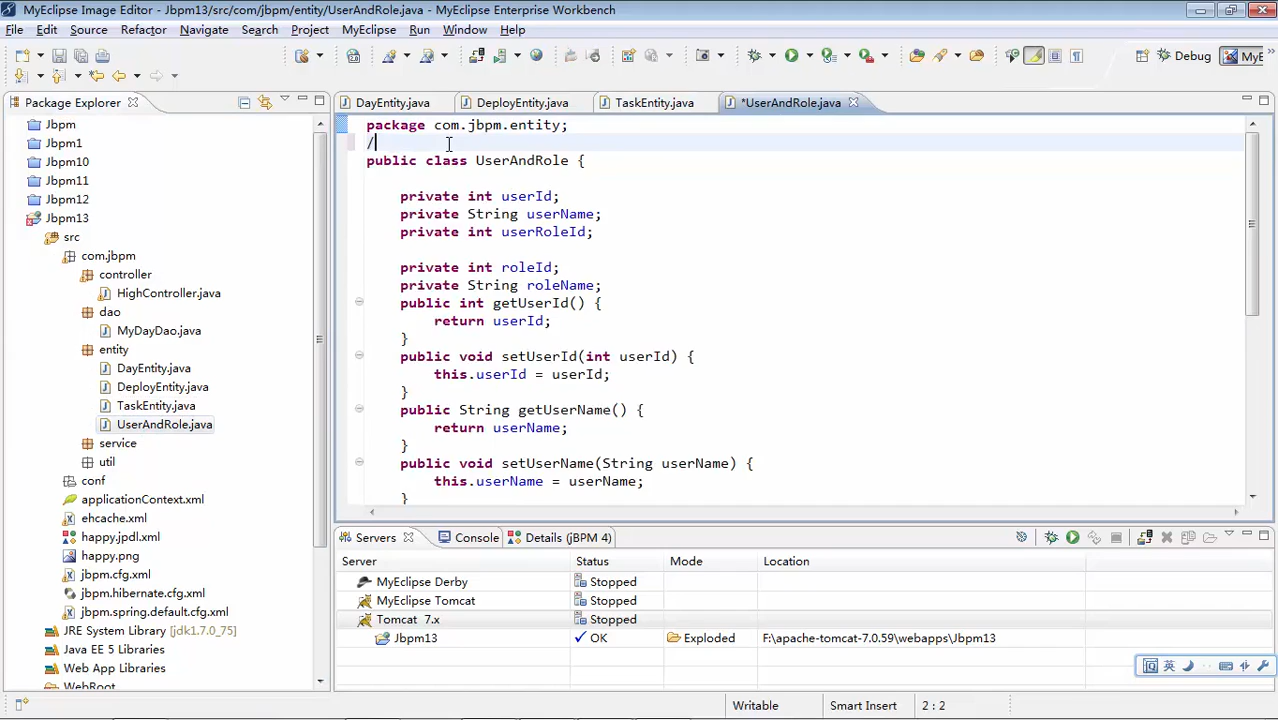 MyEclipse Image Editor - Jbpm13/src/com/jbpm/entity/UserAndRole.java - MyEclipse Enterprise Workbench
File Edit Source Refactor Navigate Search Project MyEclipse Run Window Help
Debug MyE
Package Explorer
DayEntity.java DeployEntity.java TaskEntity.java *UserAndRole.java
Jbpm
Jbpm1
Jbpm10
Jbpm11
Jbpm12
Jbpm13
src
com.jbpm
controller
HighController.java
dao
MyDayDao.java
entity
DayEntity.java
DeployEntity.java
TaskEntity.java
UserAndRole.java
service
util
conf
applicationContext.xml
ehcache.xml
happy.jpdl.xml
happy.png
jbpm.cfg.xml
jbpm.hibernate.cfg.xml
jbpm.spring.default.cfg.xml
JRE System Library [jdk1.7.0_75]
Java EE 5 Libraries
Web App Libraries
WebRoot
package com.jbpm.entity;
/
public class UserAndRole {
private int userId;
private String userName;
private int userRoleId;
private int roleId;
private String roleName;
public int getUserId() {
return userId;
}
public void setUserId(int userId) {
this.userId = userId;
}
public String getUserName() {
return userName;
}
public void setUserName(String userName) {
this.userName = userName;
}
Servers Console Details (jBPM 4)
Server Status Mode Location
MyEclipse Derby Stopped
MyEclipse Tomcat Stopped
Tomcat 7.x Stopped
Jbpm13 OK Exploded F:\apache-tomcat-7.0.59\webapps\Jbpm13
英
Writable Smart Insert 2 : 2